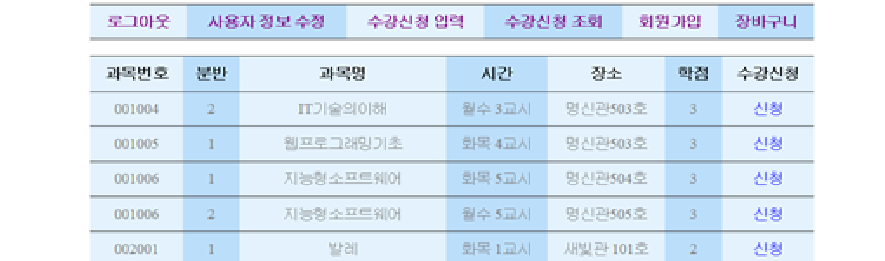 로그아웃 사용자 정보 수정 수강신청 입력 수강신청 조회 회원 가입 장바구니
과목번호 분반 과목명 시간 장소 학점 수강신청
001004 2 IT기술의이해 월수 3교시 명신관503호 3 신청
001005 1 웹프로그래밍기초 화목 4교시 명신관503호 3 신청
001006 1 지능형소프트웨어 화목 5교시 명신관504호 3 신청
001006 2 지능형소프트웨어 월수 5교시 명신관505호 3 신청
002001 1 발레 화목 1교시 새빛관 101호 2 신청